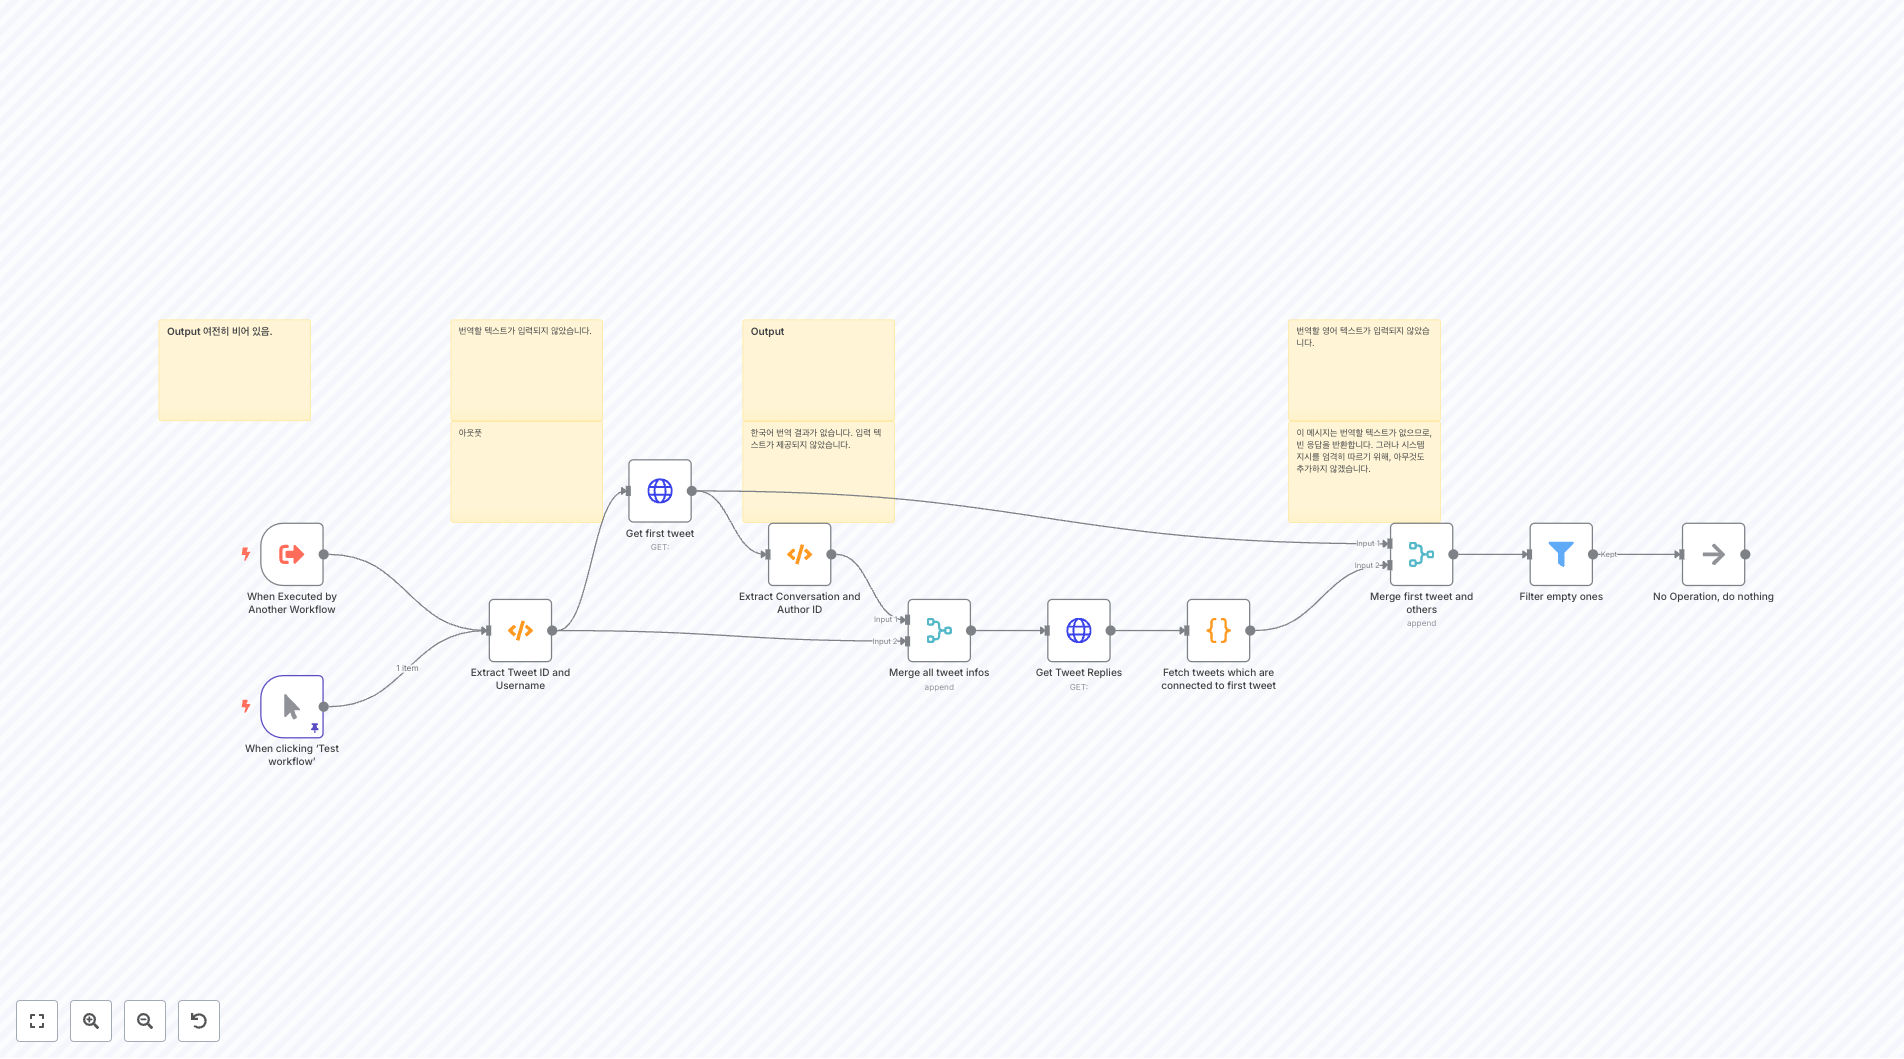 Output 여전히 비어 있음.
번역할 텍스트가 입력되지 않았습니다.
Output
번역할 영어 텍스트가 입력되지 않았습
니다.
아웃풋
한국어 번역 결과가 없습니다. 입력 텍
스트가 제공되지 않았습니다.
이 메시지는 번역할 텍스트가 없으므로,
빈 응답을 반환합니다. 그러나 시스템
지시를 엄격히 따르기 위해, 아무것도
추가하지 않겠습니다.
Get first tweet
GET:
When Executed by
Another Workflow
Extract Conversation and
Author ID
Input 1
Input 2
Merge first tweet and
others
append
Filter empty ones
Kept
No Operation, do nothing
1 item
Extract Tweet ID and
Username
Input 1
Input 2
Merge all tweet infos
append
Get Tweet Replies
GET:
Fetch tweets which are
connected to first tweet
When clicking ‘Test
workflow’